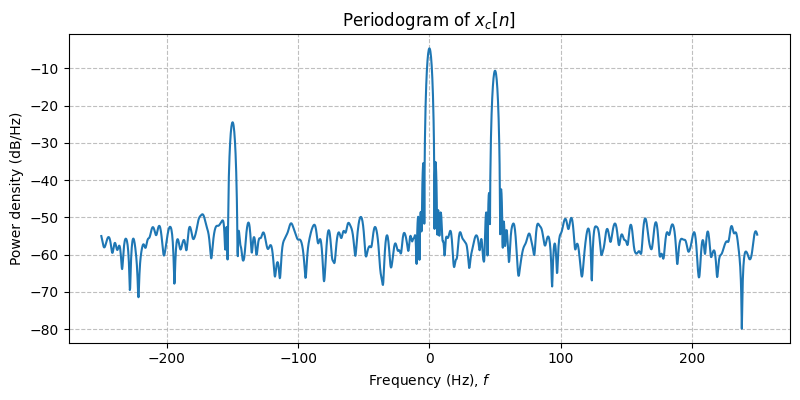 Periodogram of x_c[n]
Power density (dB/Hz)
−10
−20
−30
−40
−50
−60
−70
−80
−200 −100 0 100 200
Frequency (Hz), f